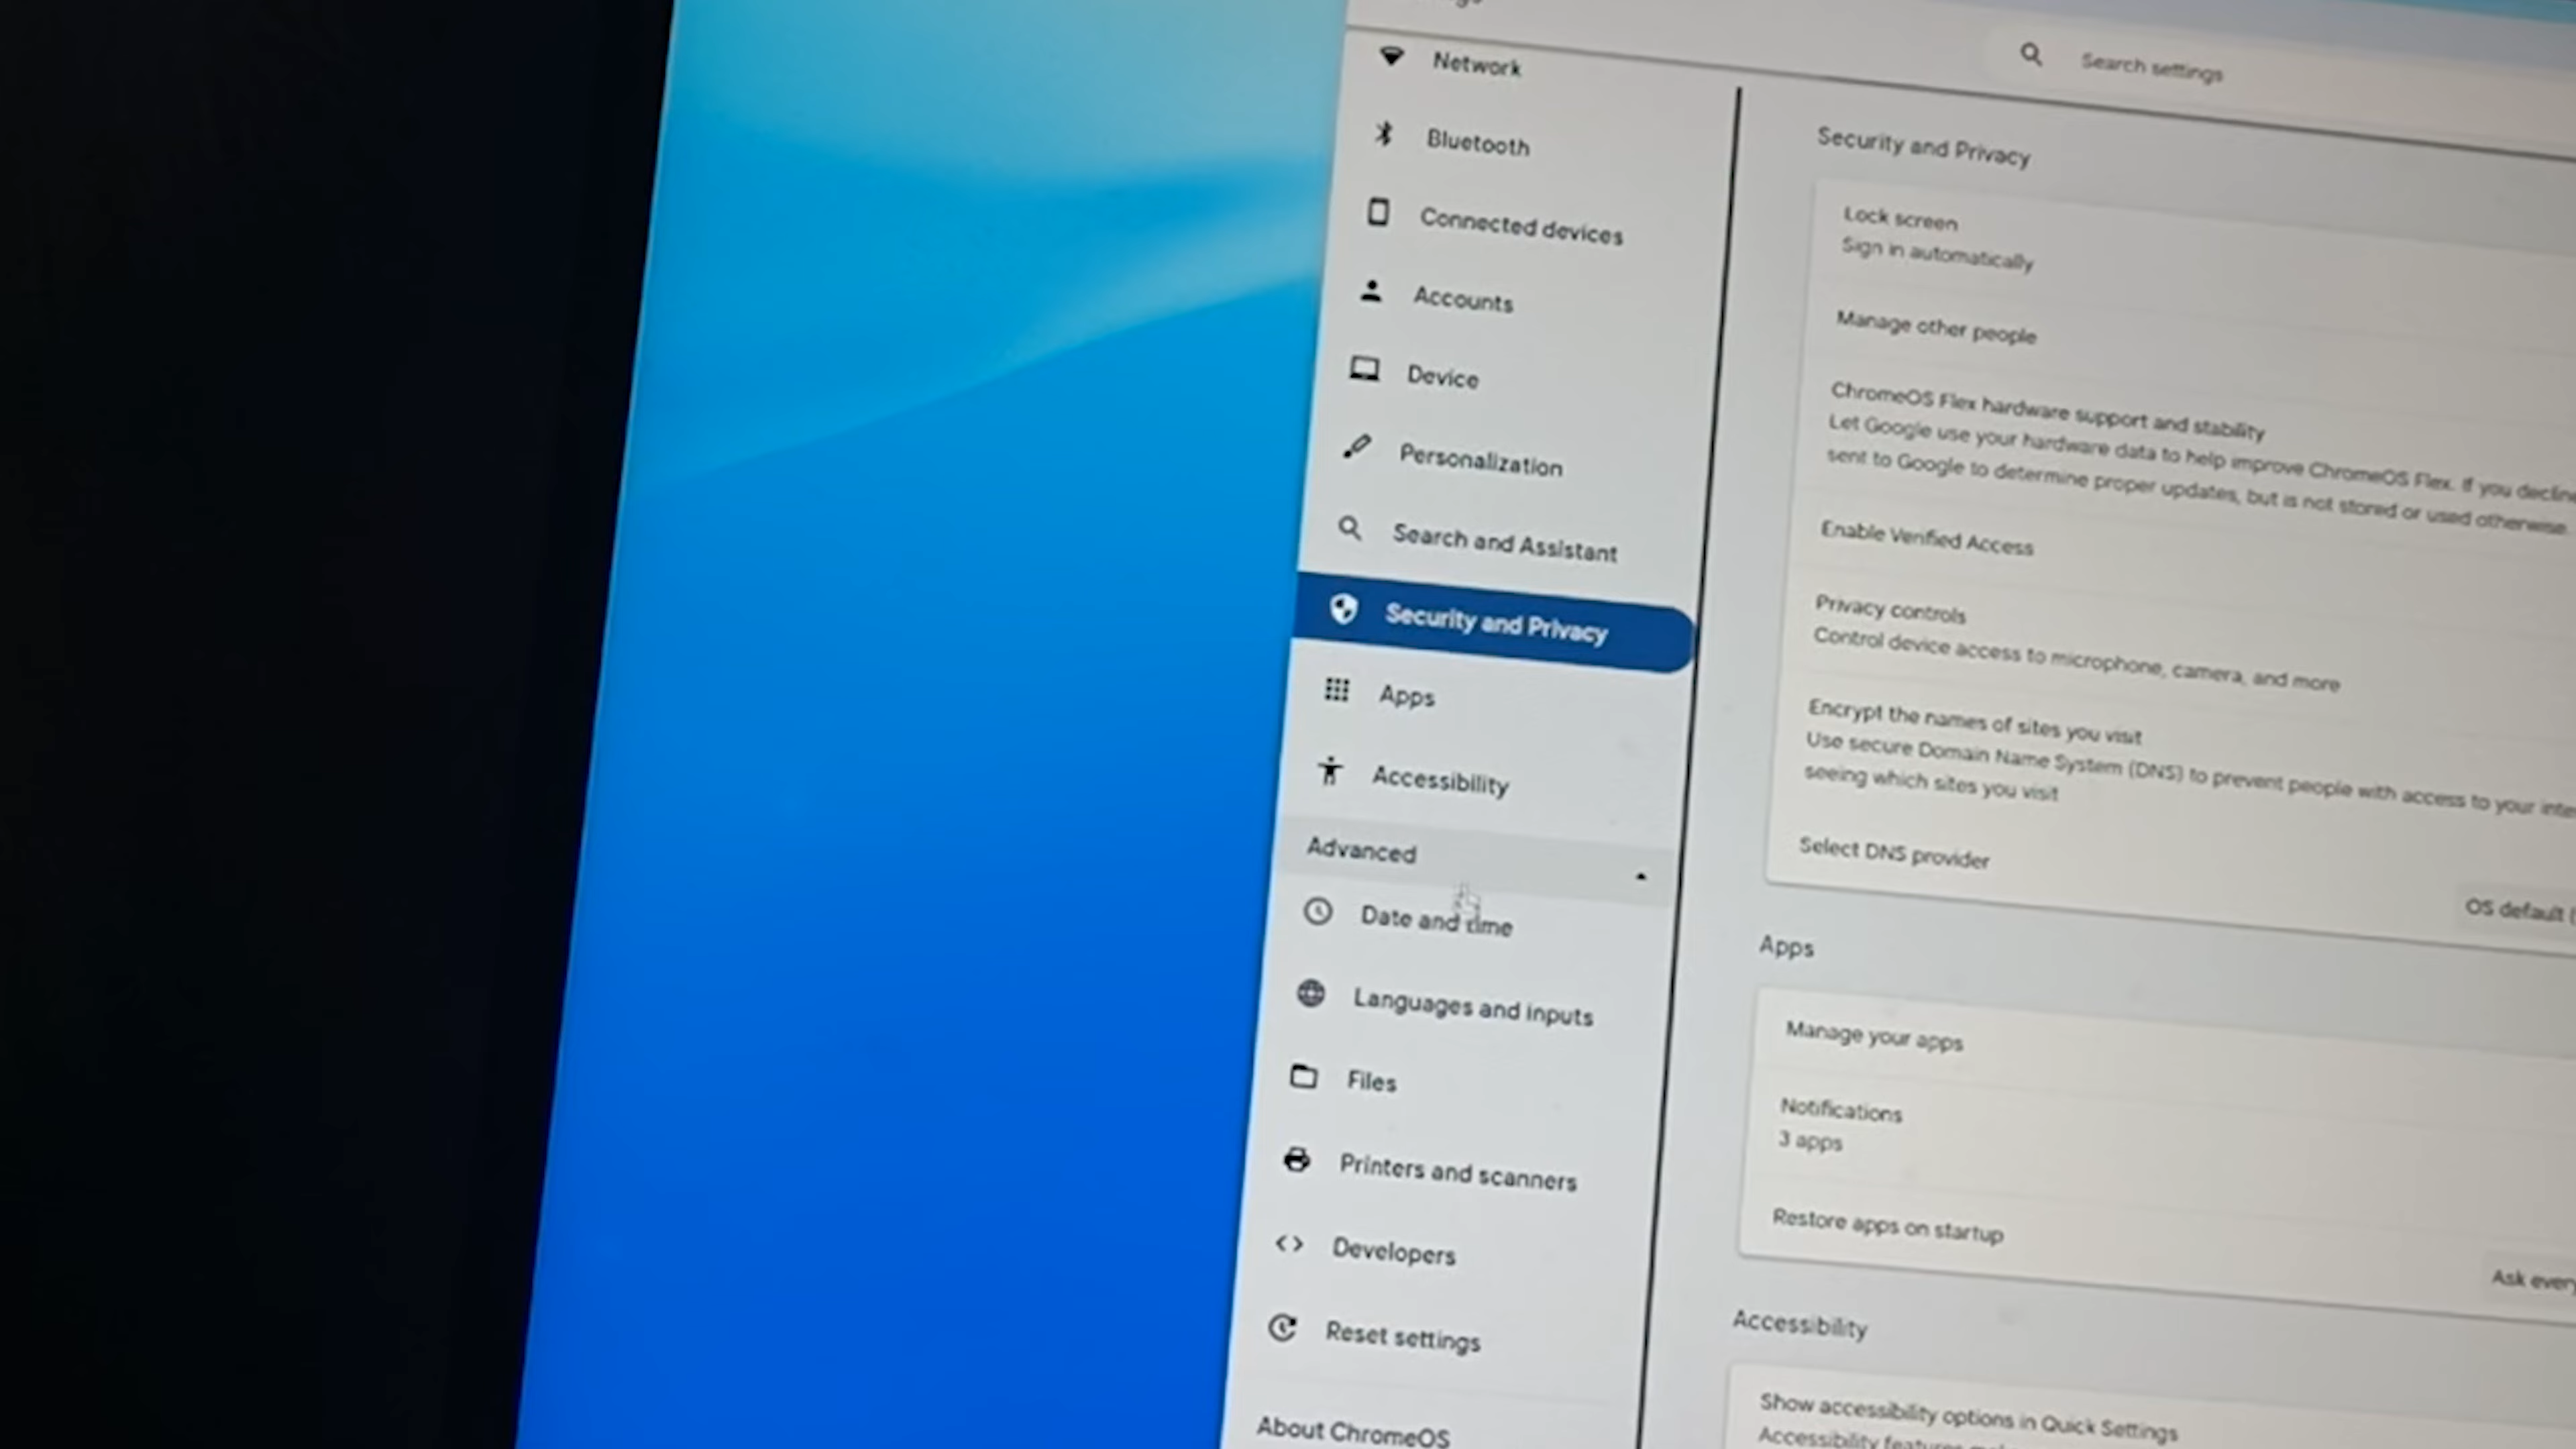 Search settings
Network
Bluetooth
Connected devices
Accounts
Device
Personalization
Search and Assistant
Security and Privacy
Apps
Accessibility
Advanced
Date and time
Languages and inputs
Files
Printers and scanners
Developers
Reset settings
About ChromeOS
Security and Privacy
Lock screen
Sign in automatically
Manage other people
ChromeOS Flex hardware support and stability
Let Google use your hardware data to help improve ChromeOS Flex. If you decline
sent to Google to determine proper updates, but is not stored or used otherwise.
Enable Verified Access
Privacy controls
Control device access to microphone, camera, and more
Encrypt the names of sites you visit
Use secure Domain Name System (DNS) to prevent people with access to your
seeing which sites you visit
Select DNS provider
OS default (
Apps
Manage your apps
Notifications
3 apps
Restore apps on startup
Ask
Accessibility
Show accessibility options in Quick Settings
Accessibility